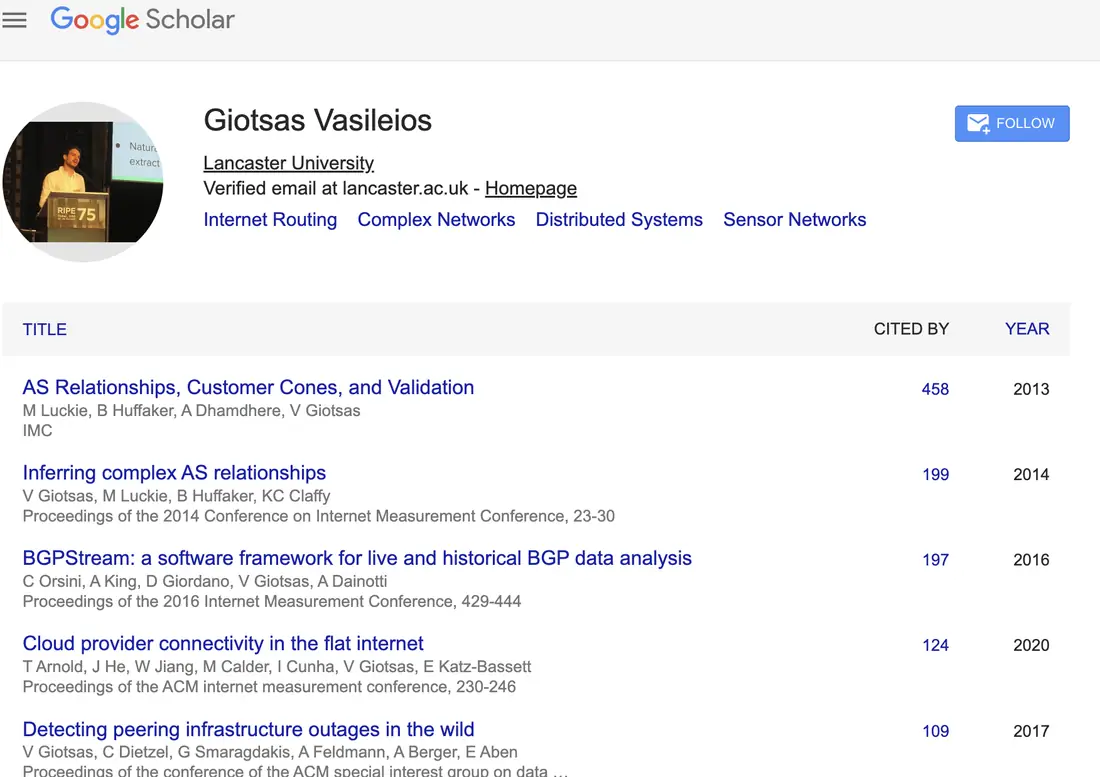 Google Scholar
• Nature
extract
RIPE 75
Giotsas Vasileios
FOLLOW
Lancaster University
Verified email at lancaster.ac.uk - Homepage
Internet Routing Complex Networks Distributed Systems Sensor Networks
TITLE CITED BY YEAR
AS Relationships, Customer Cones, and Validation 458 2013
M Luckie, B Huffaker, A Dhamdhere, V Giotsas
IMC
Inferring complex AS relationships 199 2014
V Giotsas, M Luckie, B Huffaker, KC Claffy
Proceedings of the 2014 Conference on Internet Measurement Conference, 23-30
BGPStream: a software framework for live and historical BGP data analysis 197 2016
C Orsini, A King, D Giordano, V Giotsas, A Dainotti
Proceedings of the 2016 Internet Measurement Conference, 429-444
Cloud provider connectivity in the flat internet 124 2020
T Arnold, J He, W Jiang, M Calder, I Cunha, V Giotsas, E Katz-Bassett
Proceedings of the ACM internet measurement conference, 230-246
Detecting peering infrastructure outages in the wild 109 2017
V Giotsas, C Dietzel, G Smaragdakis, A Feldmann, A Berger, E Aben
Proceedings of the conference of the ACM special interest group on data …